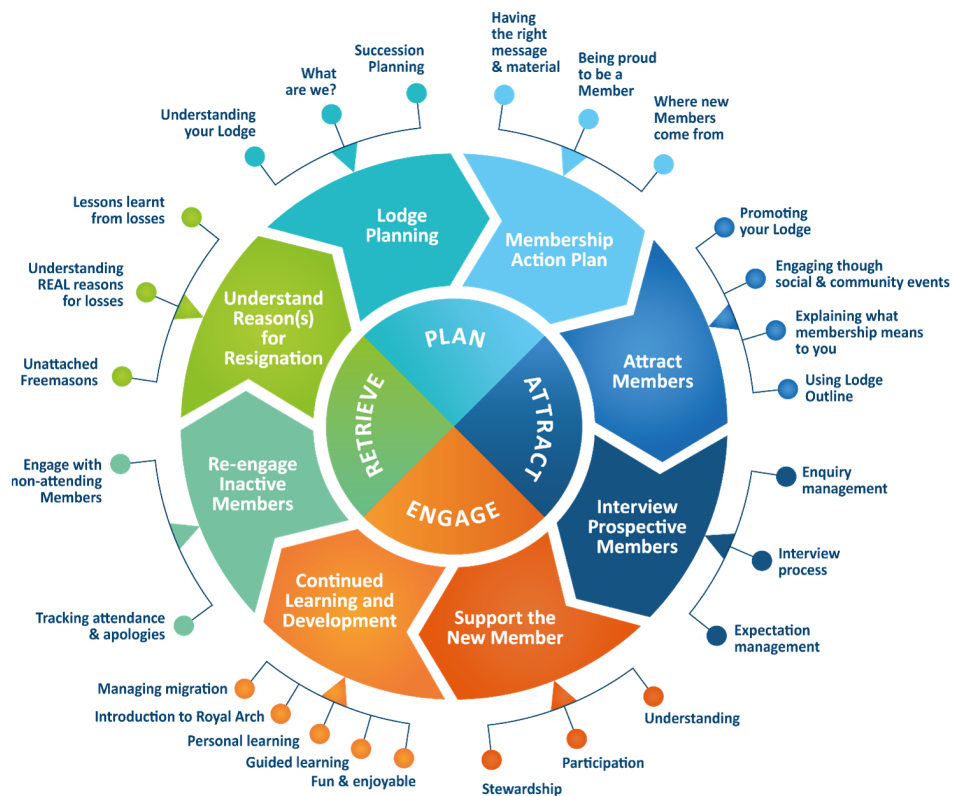 Having
the right
message
& material
Being proud
to be a
Member
Where new
Members
come from
Succession
Planning
What
are we?
Understanding
your Lodge
Lessons learnt
from losses
Understanding
REAL reasons
for losses
Unattached
Freemasons
Engage with
non-attending
Members
Tracking attendance
& apologies
Managing migration
Introduction to Royal Arch
Personal learning
Guided learning
Fun & enjoyable
Stewardship
Participation
Understanding
Expectation
management
Interview
process
Enquiry
management
Using Lodge
Outline
Explaining what
membership means
to you
Engaging though
social & community events
Promoting
your Lodge
Lodge
Planning
Membership
Action Plan
Attract
Members
Interview
Prospective
Members
Support the
New Member
Continued
Learning and
Development
Re-engage
Inactive
Members
Understand
Reason(s)
for
Resignation
PLAN
ATTRACT
ENGAGE
RETRIEVE